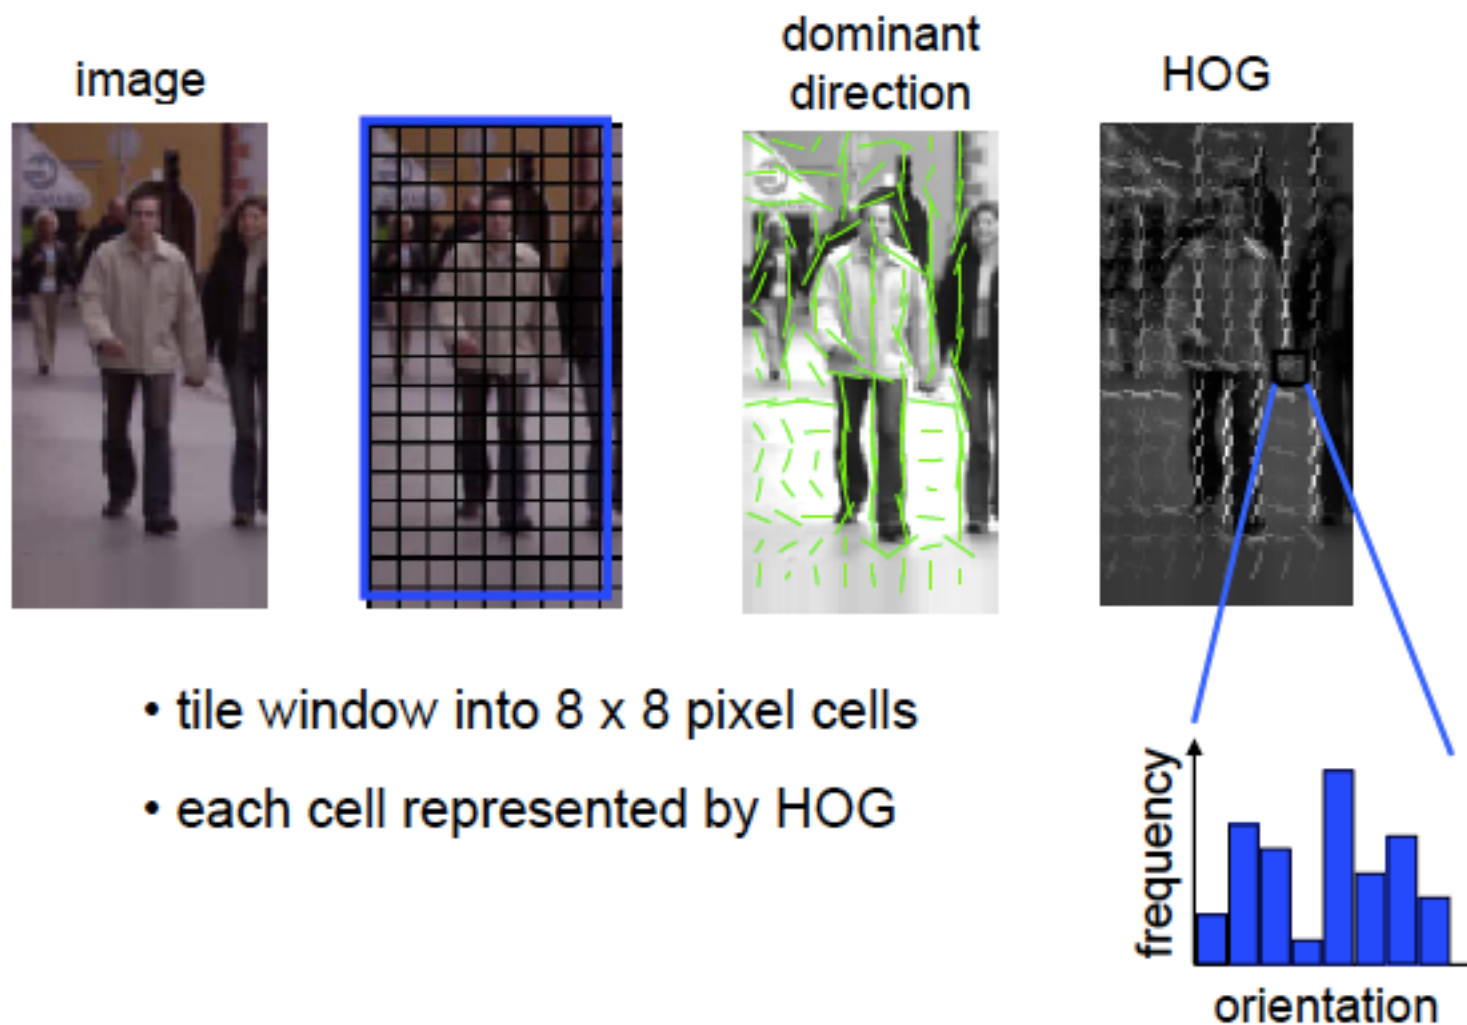 image
dominant
direction
HOG
• tile window into 8 x 8 pixel cells
• each cell represented by HOG
frequency
orientation